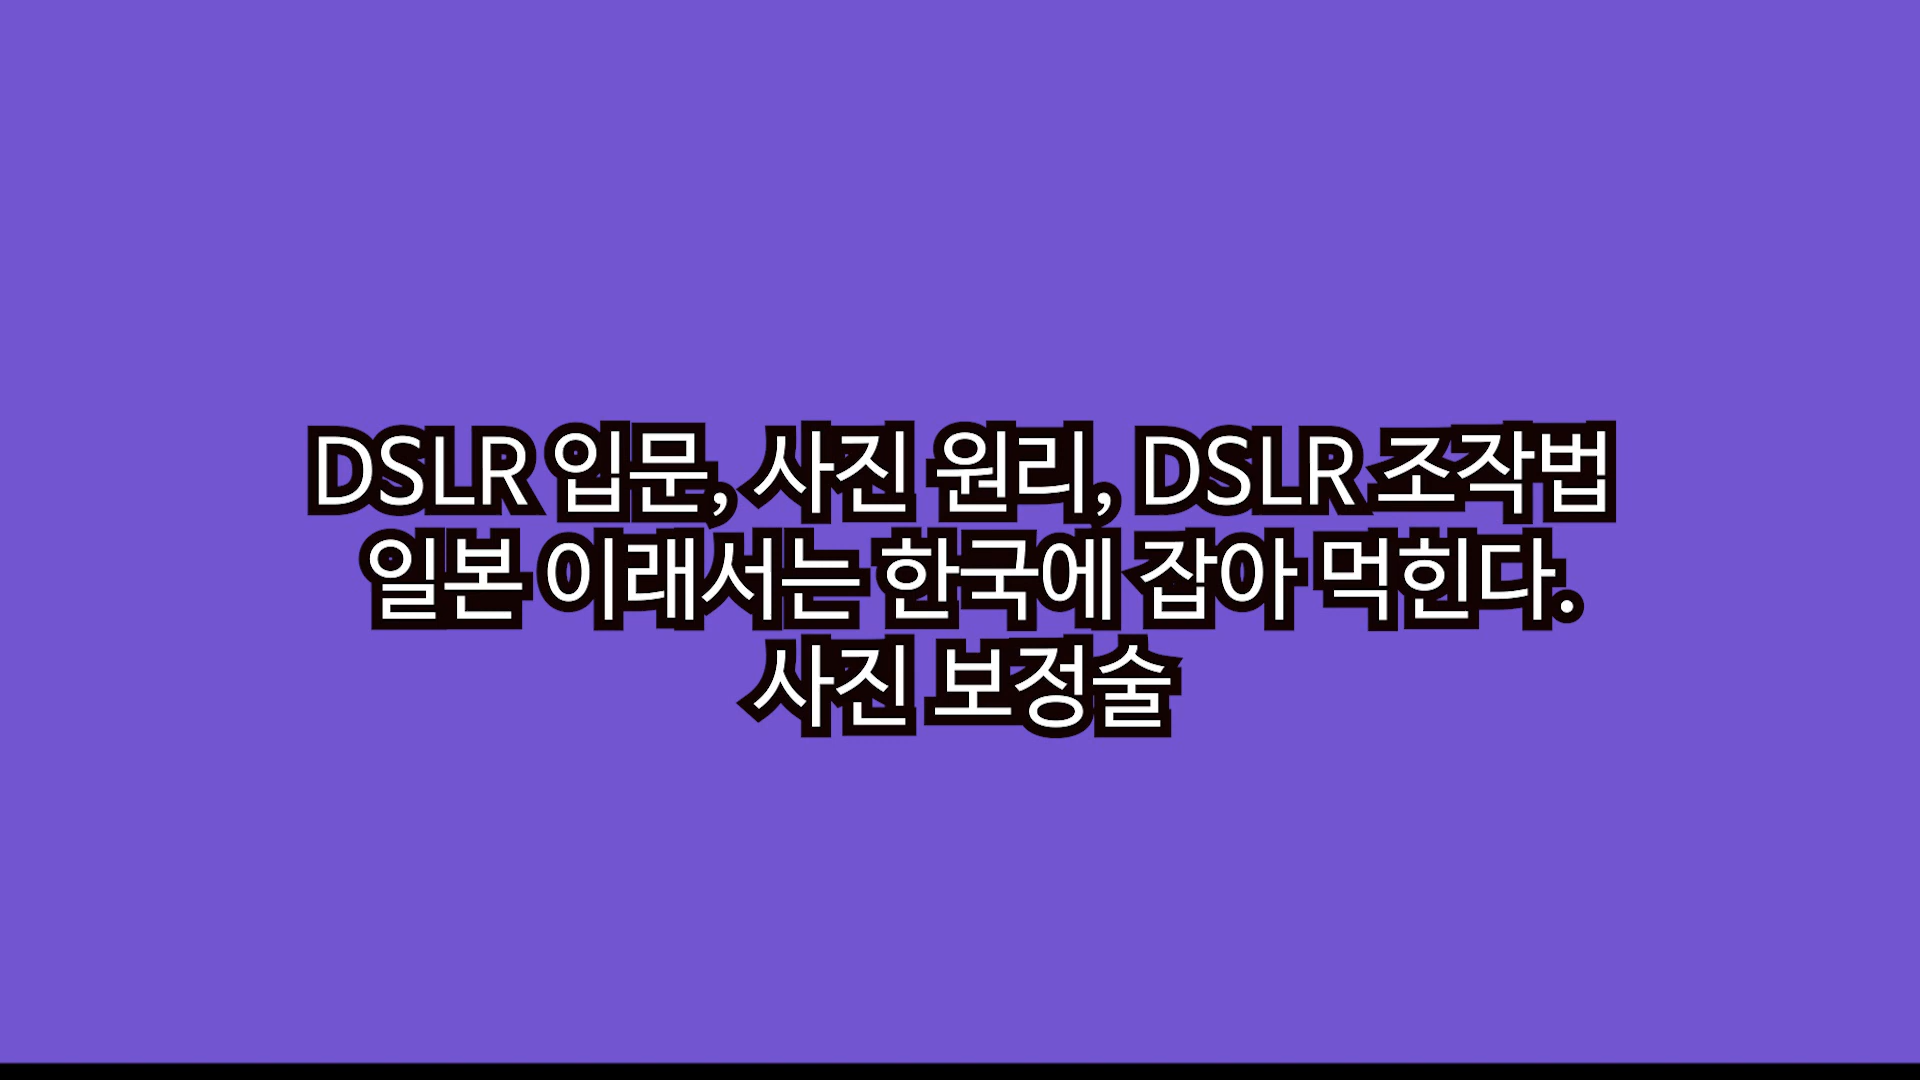 DSLR 입문, 사진 원리, DSLR 조작법
일본 이래서는 한국에 잡아 먹힌다.
사진 보정술